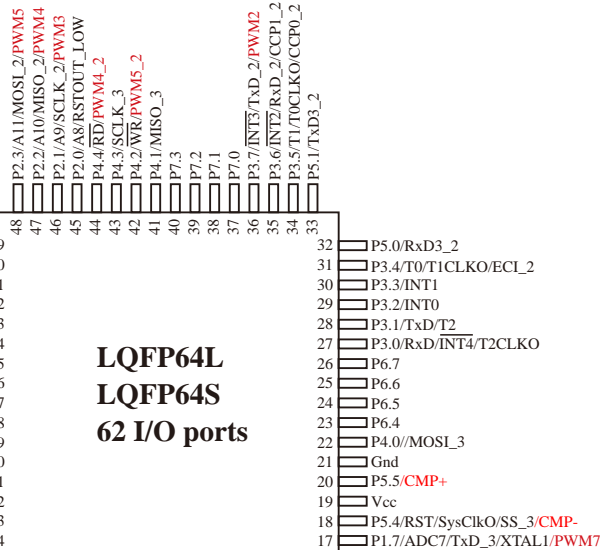 P2.3/A11/MOSI_2/PWM5
P2.2/A10/MISO_2/PWM4
P2.1/A9/SCLK_2/PWM3
P2.0/A8/RSTOUT_LOW
P4.4/RD/PWM4_2
P4.3/SCLK_3
P4.2/WR/PWM5_2
P4.1/MISO_3
P7.3
P7.2
P7.1
P7.0
P3.7/INT3/TxD_2/PWM2
P3.6/INT2/RxD_2/CCP1_2
P3.5/T1/T0CLKO/CCP0_2
P5.1/TxD3_2
48 47 46 45 44 43 42 41 40 39 38 37 36 35 34 33
32 P5.0/RxD3_2
31 P3.4/T0/T1CLKO/ECI_2
30 P3.3/INT1
29 P3.2/INT0
28 P3.1/TxD/T2
27 P3.0/RxD/INT4/T2CLKO
26 P6.7
25 P6.6
24 P6.5
23 P6.4
22 P4.0//MOSI_3
21 Gnd
20 P5.5/CMP+
19 Vcc
18 P5.4/RST/SysClkO/SS_3/CMP-
17 P1.7/ADC7/TxD_3/XTAL1/PWM7
LQFP64L
LQFP64S
62 I/O ports